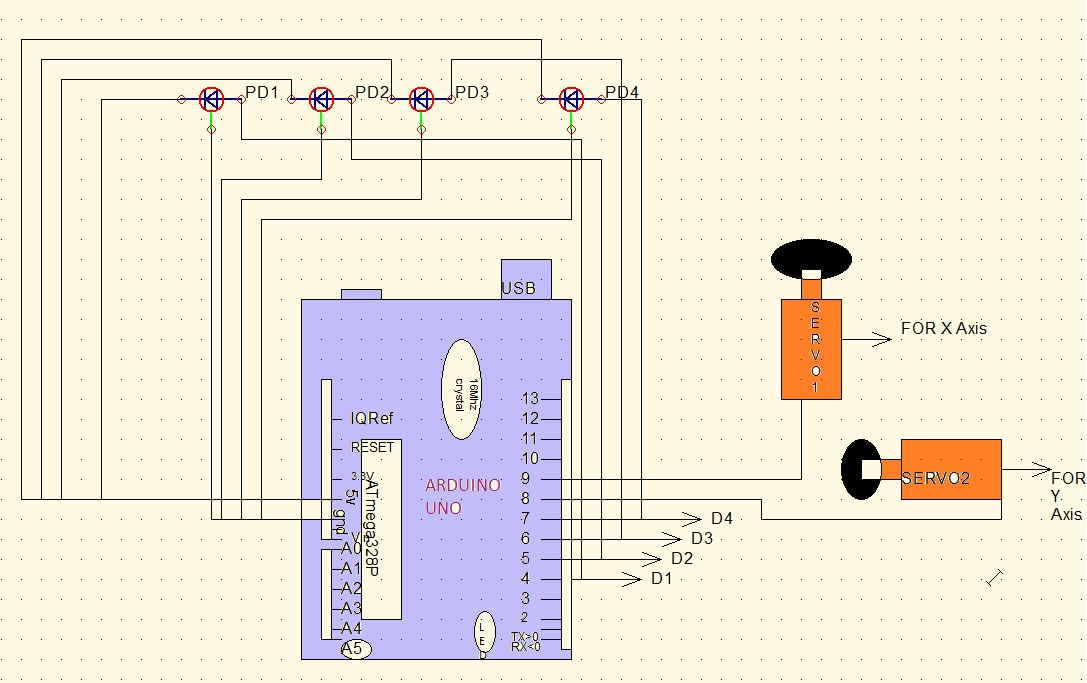 PD1
PD2
PD3
PD4
USB
16Mhz
crystal
13
12
11
10
9
8
7
6
5
4
3
2
TX>0
RX<0
IQRef
RESET
3.3V
5v
gnd
A0
A1
A2
A3
A4
A5
ATmega328P
ARDUINO
UNO
LED
D4
D3
D2
D1
SERVO1
FOR X Axis
SERVO2
FOR
Y
Axis